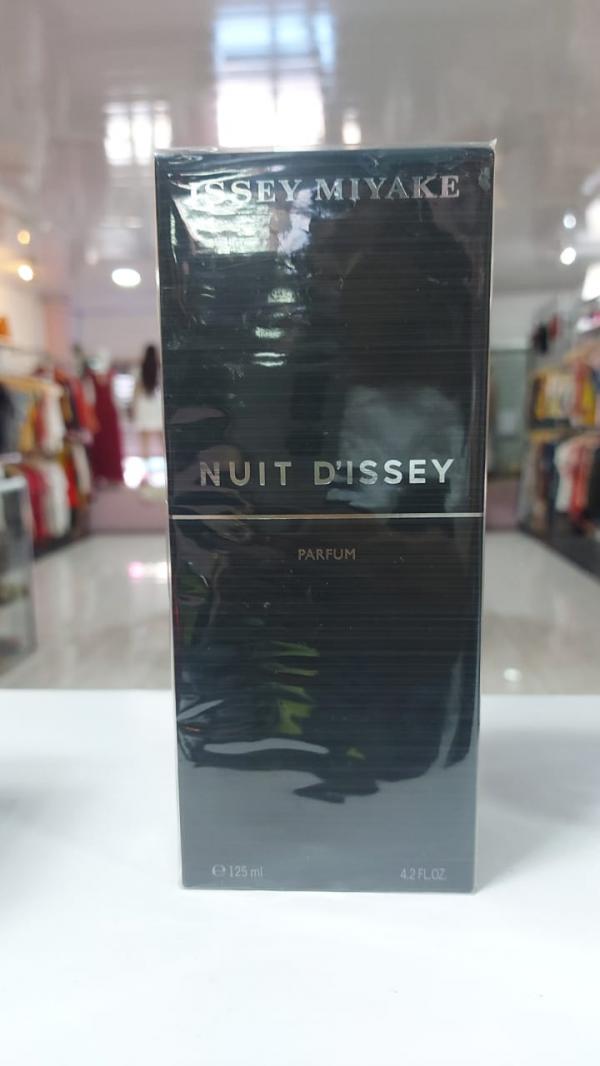 ISSEY MIYAKE
NUIT D'ISSEY
PARFUM
℮ 125 ml
4.2 FL.OZ.